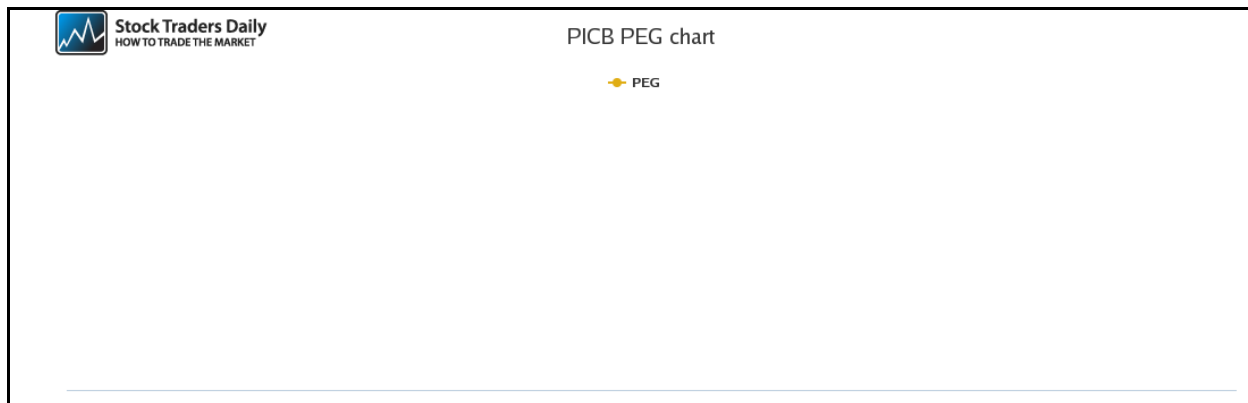 Stock Traders Daily
HOW TO TRADE THE MARKET
PICB PEG chart
PEG